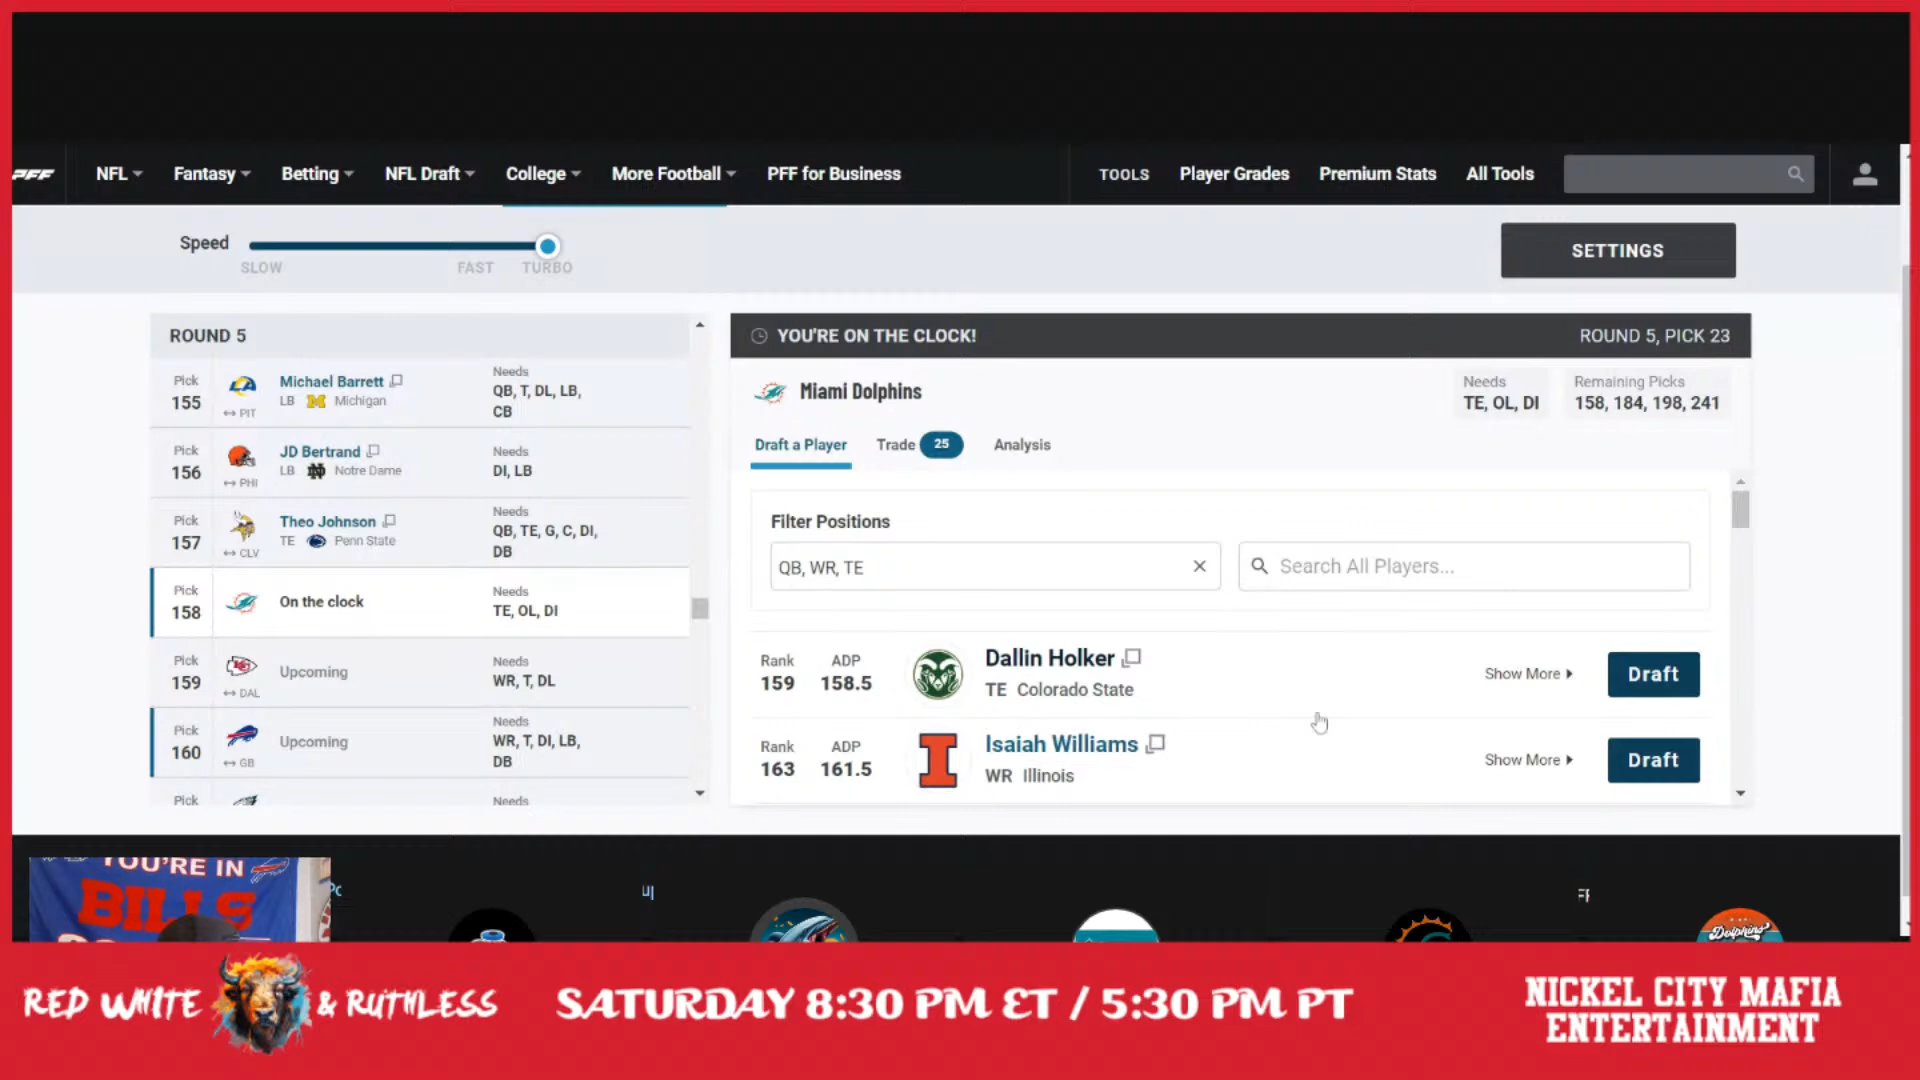 PFF
NFL
Fantasy
Betting
NFL Draft
College
More Football
PFF for Business
TOOLS
Player Grades
Premium Stats
All Tools
Speed
SLOW
FAST
TURBO
SETTINGS
ROUND 5
Pick
155
PIT
Michael Barrett
LB Michigan
Needs
QB, T, DL, LB,
CB
Pick
156
PHI
JD Bertrand
LB Notre Dame
Needs
DI, LB
Pick
157
CLV
Theo Johnson
TE Penn State
Needs
QB, TE, G, C, DI,
DB
Pick
158
On the clock
Needs
TE, OL, DI
Pick
159
DAL
Upcoming
Needs
WR, T, DL
Pick
160
GB
Upcoming
Needs
WR, T, DI, LB,
DB
Pick
Needs
YOU'RE ON THE CLOCK!
ROUND 5, PICK 23
Miami Dolphins
Needs
TE, OL, DI
Remaining Picks
158, 184, 198, 241
Draft a Player
Trade 25
Analysis
Filter Positions
QB, WR, TE
Search All Players...
Rank
159
ADP
158.5
Dallin Holker
TE Colorado State
Show More
Draft
Rank
163
ADP
161.5
Isaiah Williams
WR Illinois
Show More
Draft
YOU'RE IN
BILLS
Dolphins
RED WHITE & RUTHLESS
SATURDAY 8:30 PM ET / 5:30 PM PT
NICKEL CITY MAFIA
ENTERTAINMENT